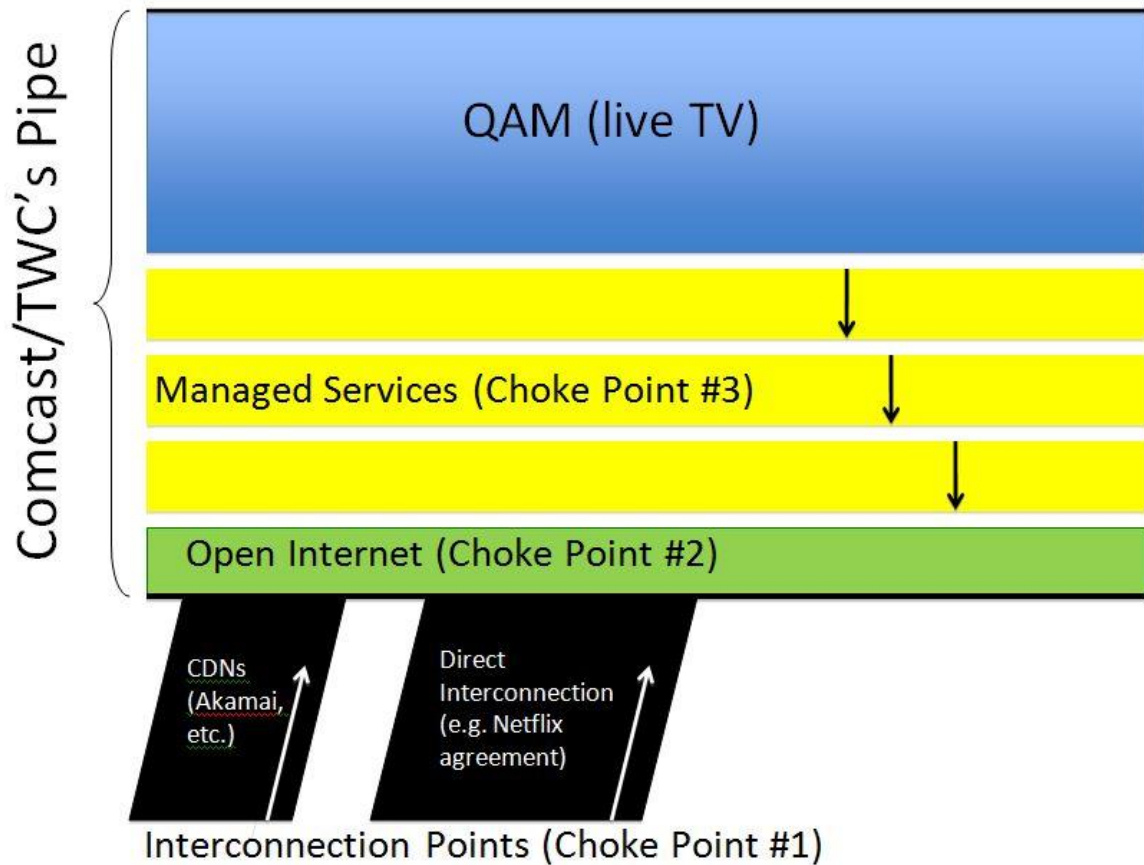 Comcast/TWC's Pipe
QAM (live TV)
Managed Services (Choke Point #3)
Open Internet (Choke Point #2)
CDNs
(Akamai,
etc.)
Direct
Interconnection
(e.g. Netflix
agreement)
Interconnection Points (Choke Point #1)